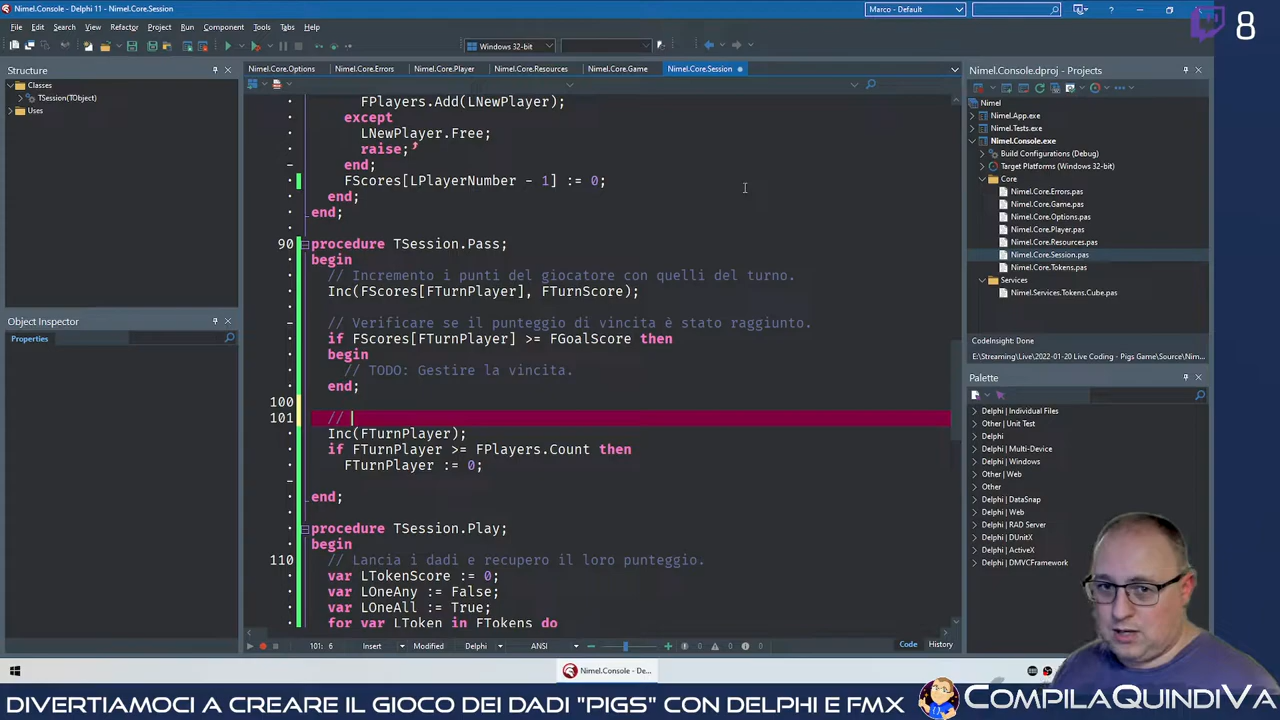 Nimel.Console - Delphi 11 - Nimel.Core.Session
Marco - Default
8
File Edit Search View Refactor Project Run Component Tools Tabs Help
Windows 32-bit
Structure
Classes
TSession(TObject)
Uses
Object Inspector
Properties
Nimel.Core.Options Nimel.Core.Errors Nimel.Core.Player Nimel.Core.Resources Nimel.Core.Game Nimel.Core.Session
FPlayers.Add(LNewPlayer);
except
LNewPlayer.Free;
raise;
end;
FScores[LPlayerNumber - 1] := 0;
end;
end;
90 procedure TSession.Pass;
begin
// Incremento i punti del giocatore con quelli del turno.
Inc(FScores[FTurnPlayer], FTurnScore);
// Verificare se il punteggio di vincita è stato raggiunto.
if FScores[FTurnPlayer] >= FGoalScore then
begin
// TODO: Gestire la vincita.
end;
100
101 //
Inc(FTurnPlayer);
if FTurnPlayer >= FPlayers.Count then
FTurnPlayer := 0;
end;
procedure TSession.Play;
begin
110 // Lancia i dadi e recupero il loro punteggio.
var LTokenScore := 0;
var LOneAny := False;
var LOneAll := True;
for var LToken in FTokens do
101: 6 Insert Modified Delphi ANSI 0 0 0 Code History
Nimel.Console.dproj - Projects
Nimel
Nimel.App.exe
Nimel.Tests.exe
Nimel.Console.exe
Build Configurations (Debug)
Target Platforms (Windows 32-bit)
Core
Nimel.Core.Errors.pas
Nimel.Core.Game.pas
Nimel.Core.Options.pas
Nimel.Core.Player.pas
Nimel.Core.Resources.pas
Nimel.Core.Session.pas
Nimel.Core.Tokens.pas
Services
Nimel.Services.Tokens.Cube.pas
CodeInsight: Done
E:\Streaming\Live\2022-01-20 Live Coding - Pigs Game\Source\Nim...
Palette
Delphi | Individual Files
Other | Unit Test
Delphi
Delphi | Multi-Device
Delphi | Windows
Other | Web
Other
Delphi | DataSnap
Delphi | Web
Delphi | RAD Server
Delphi | DUnitX
Delphi | ActiveX
Delphi | DMVCFramework
Nimel.Console - De...
DIVERTIAMOCI A CREARE IL GIOCO DEI DADI "PIGS" CON DELPHI E FMX
COMPILAQUINDIVA